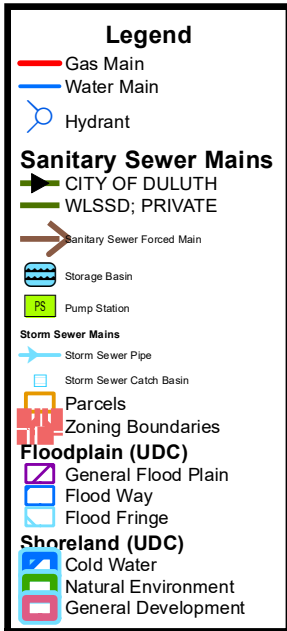 Legend
Gas Main
Water Main
Hydrant
Sanitary Sewer Mains
CITY OF DULUTH
WLSSD; PRIVATE
Sanitary Sewer Forced Main
Storage Basin
PS Pump Station
Storm Sewer Mains
Storm Sewer Pipe
Storm Sewer Catch Basin
Parcels
Zoning Boundaries
Floodplain (UDC)
General Flood Plain
Flood Way
Flood Fringe
Shoreland (UDC)
Cold Water
Natural Environment
General Development